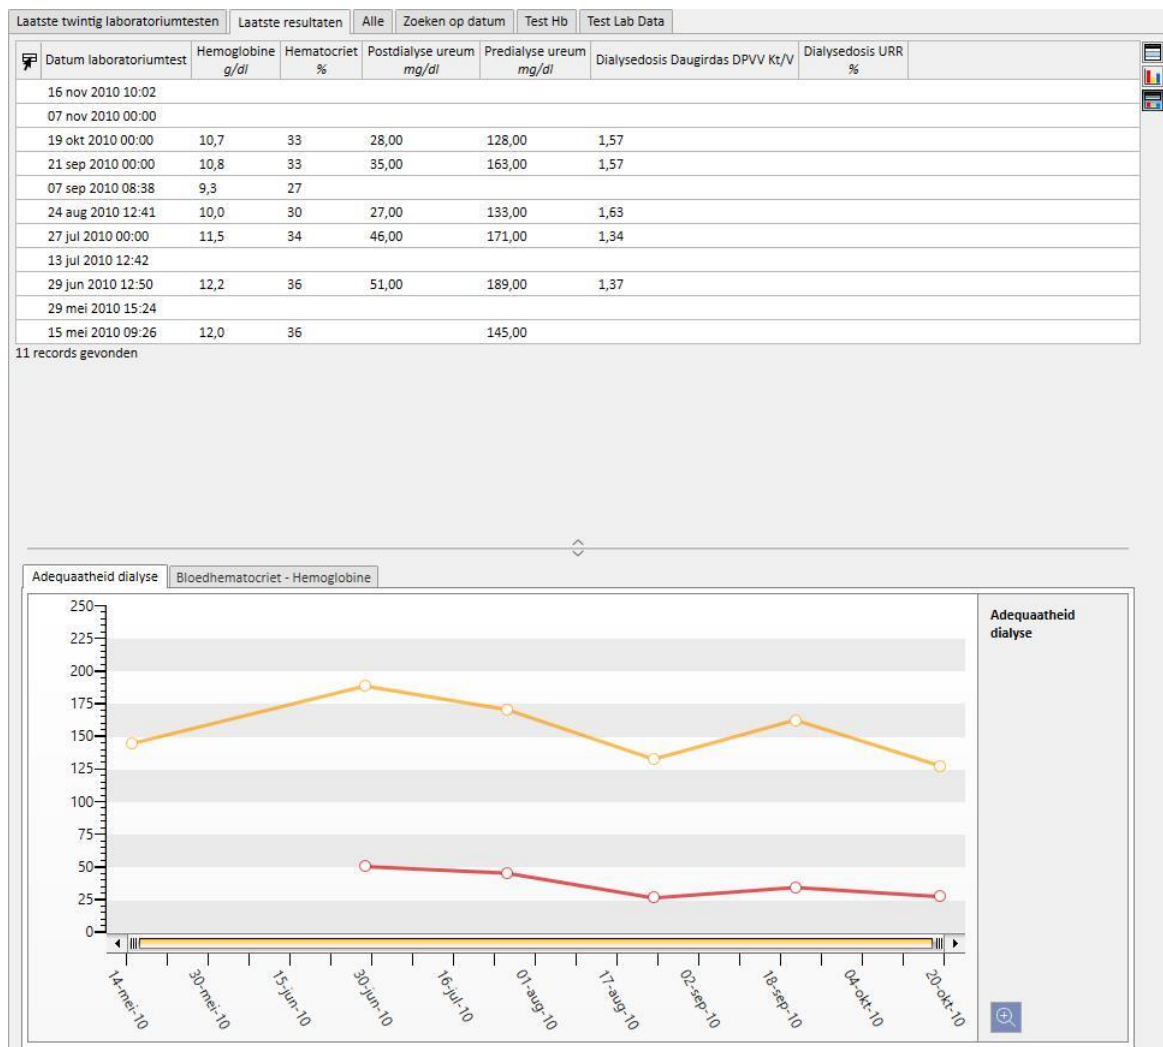 Laatste twintig laboratoriumtesten Laatste resultaten Alle Zoeken op datum Test Hb Test Lab Data
Datum laboratoriumtest Hemoglobine g/dl Hematocriet % Postdialyse ureum mg/dl Predialyse ureum mg/dl Dialysedosis Daugirdas DPVV Kt/V Dialysedosis URR %
16 nov 2010 10:02
07 nov 2010 00:00
19 okt 2010 00:00 10,7 33 28,00 128,00 1,57
21 sep 2010 00:00 10,8 33 35,00 163,00 1,57
07 sep 2010 08:38 9,3 27
24 aug 2010 12:41 10,0 30 27,00 133,00 1,63
27 jul 2010 00:00 11,5 34 46,00 171,00 1,34
13 jul 2010 12:42
29 jun 2010 12:50 12,2 36 51,00 189,00 1,37
29 mei 2010 15:24
15 mei 2010 09:26 12,0 36 145,00
11 records gevonden
Adequaatheid dialyse Bloedhematocriet - Hemoglobine
250
225
200
175
150
125
100
75
50
25
0
14-mei-10 30-mei-10 15-jun-10 30-jun-10 16-jul-10 01-aug-10 17-aug-10 02-sep-10 18-sep-10 04-okt-10 20-okt-10
Adequaatheid
dialyse